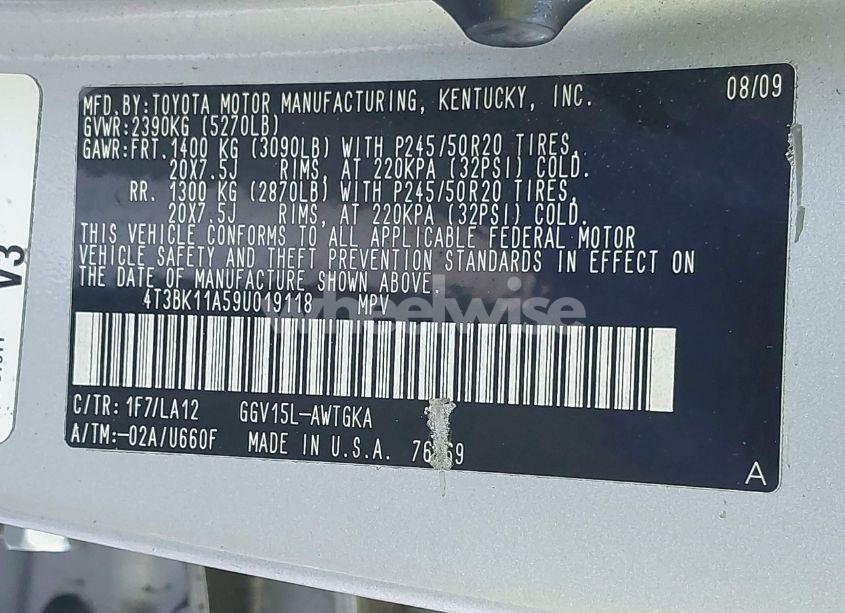 MFD.BY:TOYOTA MOTOR MANUFACTURING, KENTUCKY, INC. 08/09
GVWR:2390KG (5270LB)
GAWR:FRT.1400 KG (3090LB) WITH P245/50R20 TIRES,
20X7.5J RIMS, AT 220KPA (32PSI) COLD.
RR. 1300 KG (2870LB) WITH P245/50R20 TIRES,
20X7.5J RIMS, AT 220KPA (32PSI) COLD.
THIS VEHICLE CONFORMS TO ALL APPLICABLE FEDERAL MOTOR
VEHICLE SAFETY AND THEFT PREVENTION STANDARDS IN EFFECT ON
THE DATE OF MANUFACTURE SHOWN ABOVE.
4T3BK11A59U019118 MPV
wheelwise
C/TR: 1F7/LA12 GGV15L-AWTGKA
A/TM:-02A/U660F MADE IN U.S.A.
A
V3